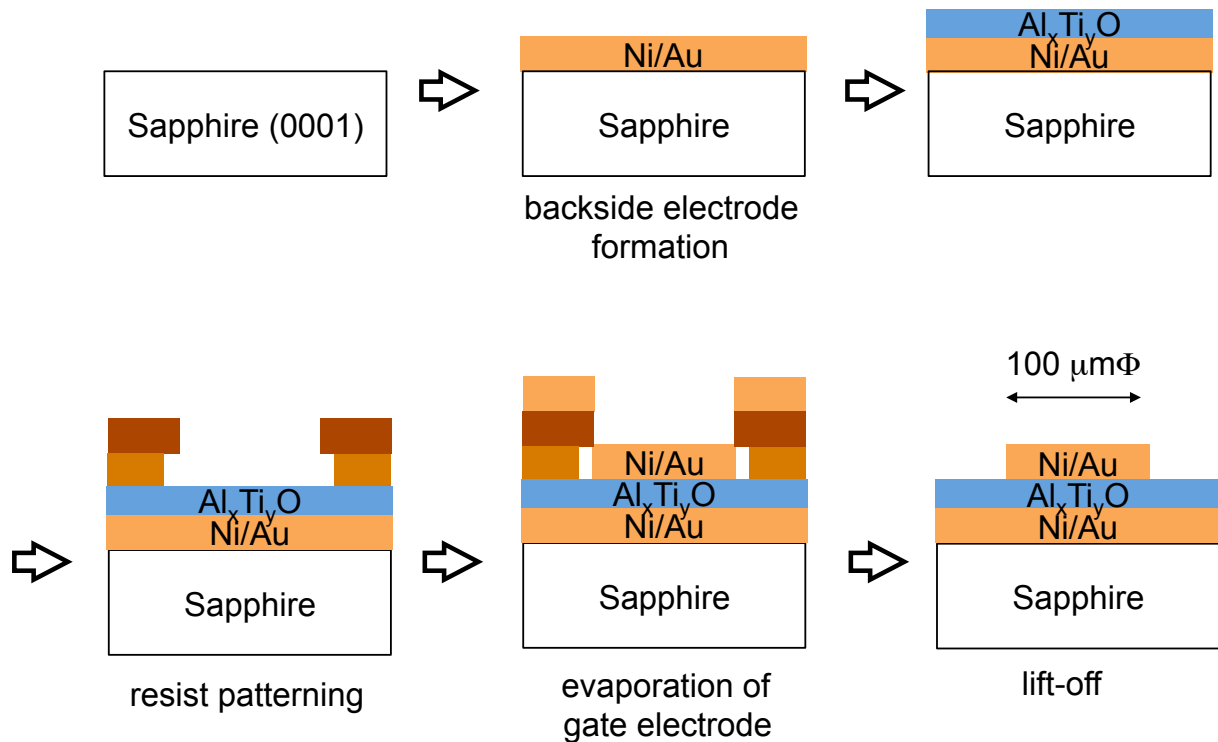 Sapphire (0001)
Ni/Au
Sapphire
backside electrode
formation
AlxTiyO
Ni/Au
Sapphire
AlxTiyO
Ni/Au
Sapphire
resist patterning
Ni/Au
AlxTiyO
Ni/Au
Sapphire
evaporation of
gate electrode
100 μmΦ
Ni/Au
AlxTiyO
Ni/Au
Sapphire
lift-off